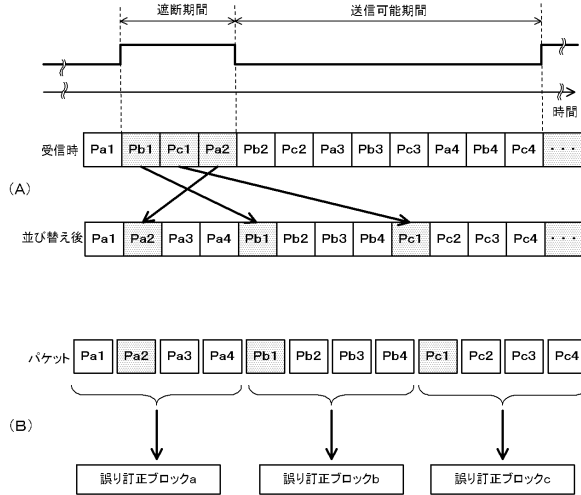 遮断期間 送信可能期間
時間
受信時 Pa1 Pb1 Pc1 Pa2 Pb2 Pc2 Pa3 Pb3 Pc3 Pa4 Pb4 Pc4 ・・・
(A)
並び替え後 Pa1 Pa2 Pa3 Pa4 Pb1 Pb2 Pb3 Pb4 Pc1 Pc2 Pc3 Pc4 ・・・
パケット Pa1 Pa2 Pa3 Pa4 Pb1 Pb2 Pb3 Pb4 Pc1 Pc2 Pc3 Pc4
(B)
誤り訂正ブロックa 誤り訂正ブロックb 誤り訂正ブロックc